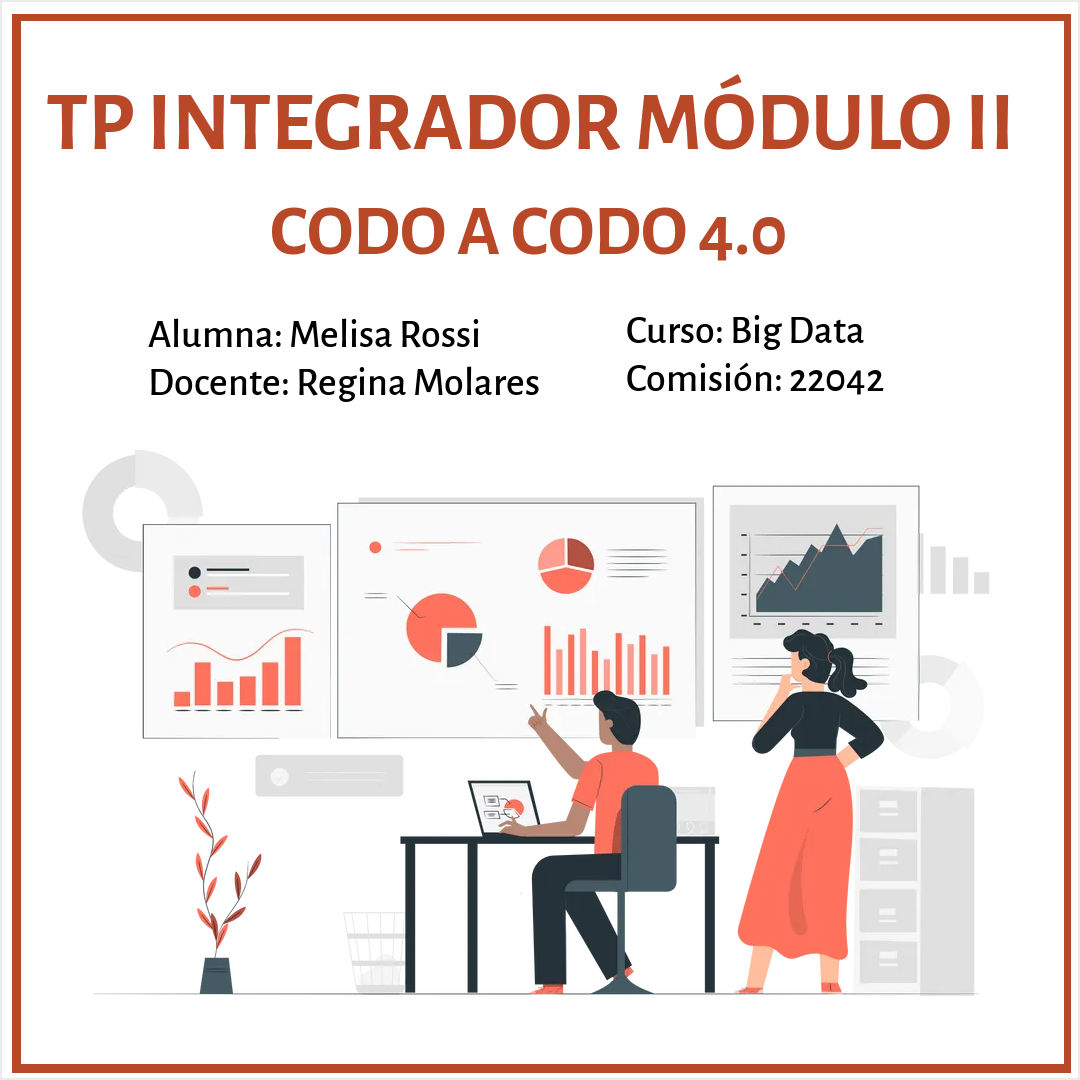 TP INTEGRADOR MÓDULO II
CODO A CODO 4.0
Alumna: Melisa Rossi
Docente: Regina Molares
Curso: Big Data
Comisión: 22042